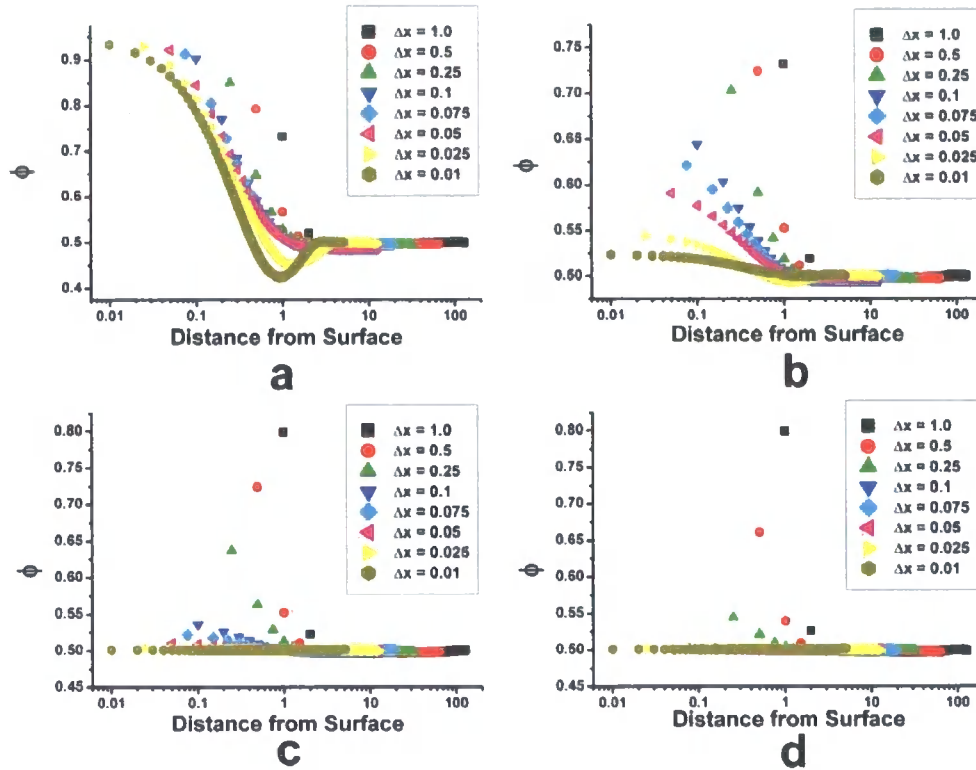 Δx = 1.0
Δx = 0.5
Δx = 0.25
Δx = 0.1
Δx = 0.075
Δx = 0.05
Δx = 0.025
Δx = 0.01
0.9
0.8
0.7
0.6
0.5
0.4
ϕ
0.01 0.1 1 10 100
Distance from Surface
a
Δx = 1.0
Δx = 0.5
Δx = 0.25
Δx = 0.1
Δx = 0.075
Δx = 0.05
Δx = 0.025
Δx = 0.01
0.75
0.70
0.65
0.60
0.55
0.50
ϕ
0.01 0.1 1 10 100
Distance from Surface
b
Δx = 1.0
Δx = 0.5
Δx = 0.25
Δx = 0.1
Δx = 0.075
Δx = 0.05
Δx = 0.025
Δx = 0.01
0.80
0.75
0.70
0.65
0.60
0.55
0.50
0.45
ϕ
0.01 0.1 1 10 100
Distance from Surface
c
Δx = 1.0
Δx = 0.5
Δx = 0.25
Δx = 0.1
Δx = 0.075
Δx = 0.05
Δx = 0.025
Δx = 0.01
0.80
0.75
0.70
0.65
0.60
0.55
0.50
0.45
ϕ
0.01 0.1 1 10 100
Distance from Surface
d